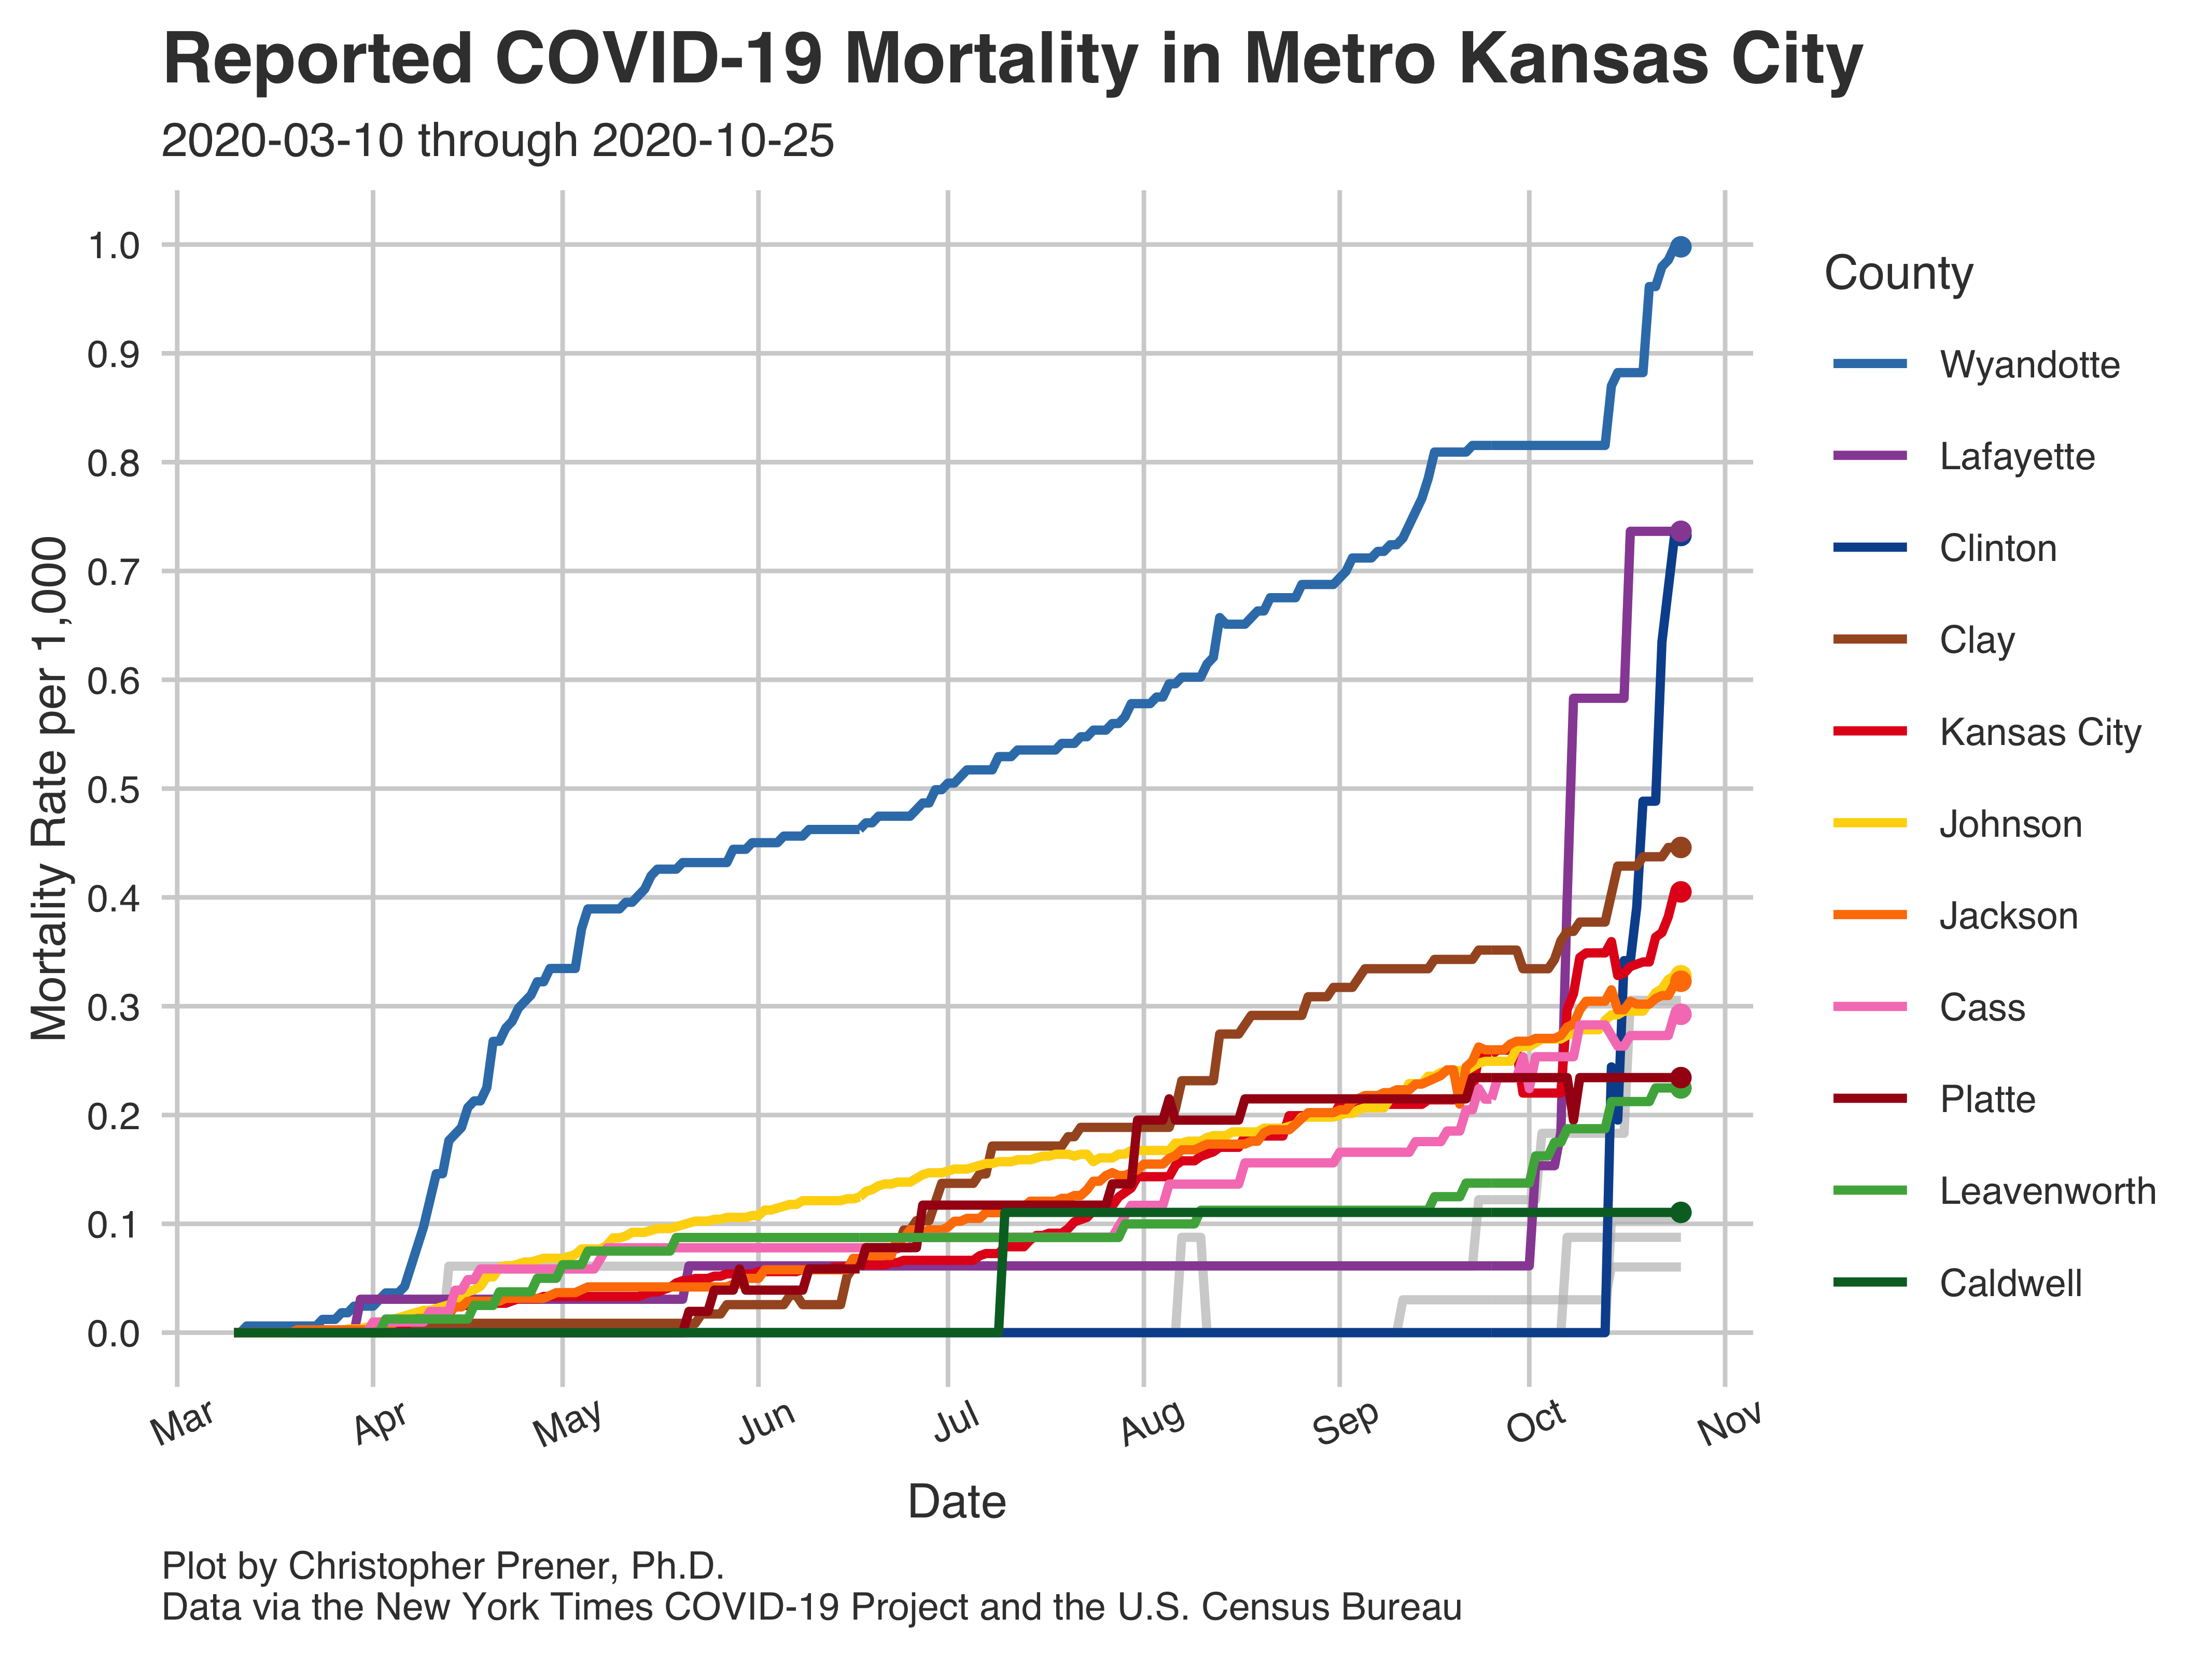 Reported COVID-19 Mortality in Metro Kansas City
2020-03-10 through 2020-10-25
Mortality Rate per 1,000
1.0
0.9
0.8
0.7
0.6
0.5
0.4
0.3
0.2
0.1
0.0
Mar
Apr
May
Jun
Jul
Aug
Sep
Oct
Nov
Date
County
Wyandotte
Lafayette
Clinton
Clay
Kansas City
Johnson
Jackson
Cass
Platte
Leavenworth
Caldwell
Plot by Christopher Prener, Ph.D.
Data via the New York Times COVID-19 Project and the U.S. Census Bureau